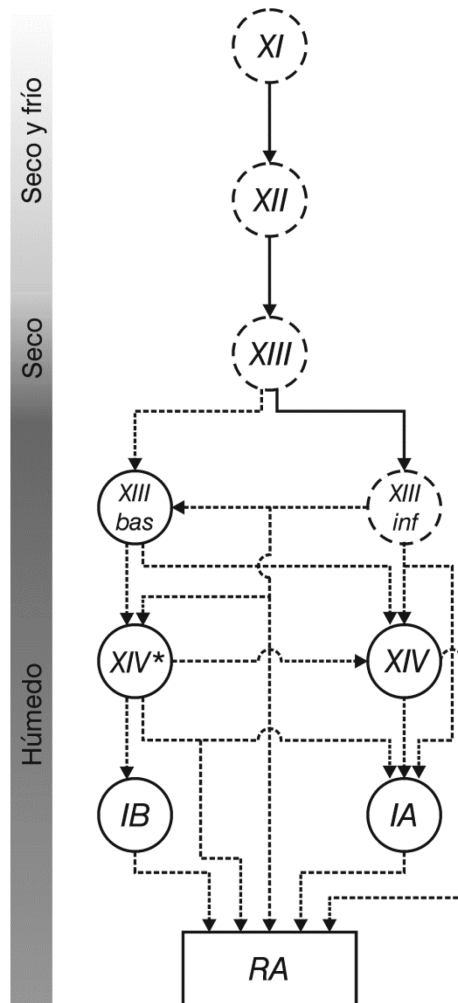 Seco y frío
Seco
Húmedo
XI
XII
XIII
XIII
bas
XIII
inf
XIV*
XIV
IB
IA
RA